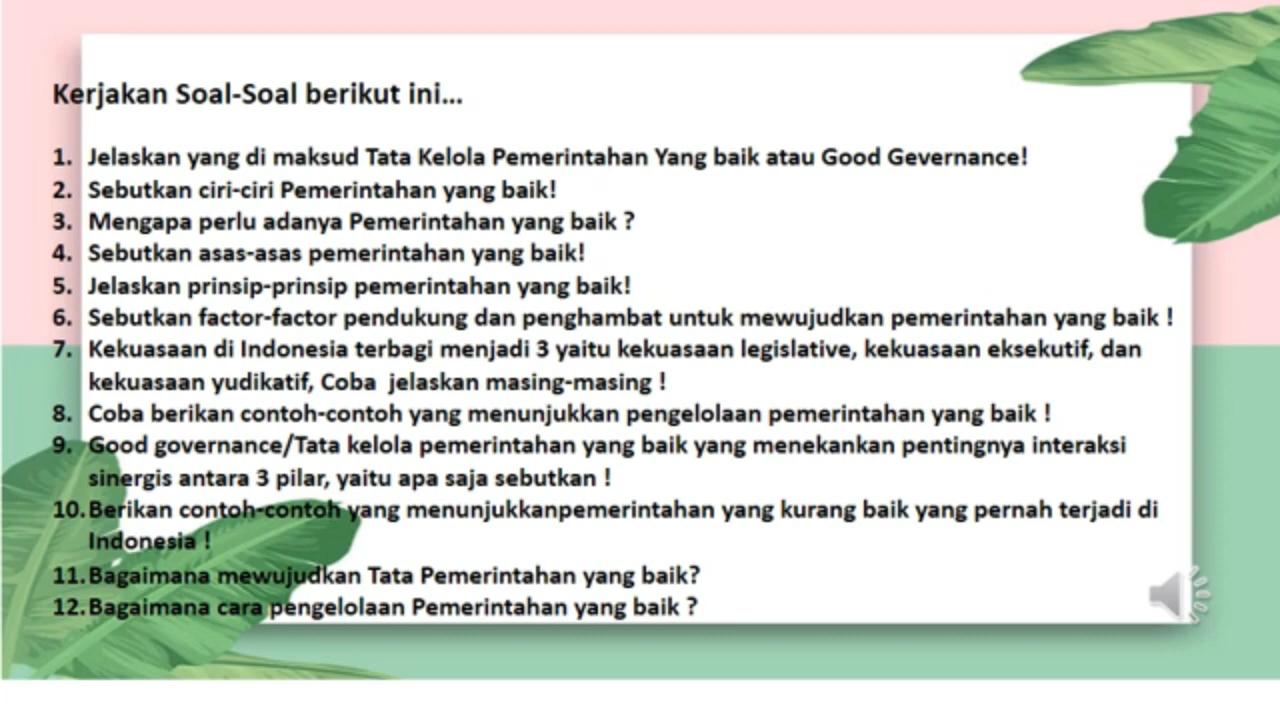 Kerjakan Soal-Soal berikut ini...
1. Jelaskan yang di maksud Tata Kelola Pemerintahan Yang baik atau Good Gevernance!
2. Sebutkan ciri-ciri Pemerintahan yang baik!
3. Mengapa perlu adanya Pemerintahan yang baik ?
4. Sebutkan asas-asas pemerintahan yang baik!
5. Jelaskan prinsip-prinsip pemerintahan yang baik!
6. Sebutkan factor-factor pendukung dan penghambat untuk mewujudkan pemerintahan yang baik !
7. Kekuasaan di Indonesia terbagi menjadi 3 yaitu kekuasaan legislative, kekuasaan eksekutif, dan
kekuasaan yudikatif, Coba jelaskan masing-masing !
8. Coba berikan contoh-contoh yang menunjukkan pengelolaan pemerintahan yang baik !
9. Good governance/Tata kelola pemerintahan yang baik yang menekankan pentingnya interaksi
sinergis antara 3 pilar, yaitu apa saja sebutkan !
10. Berikan contoh-contoh yang menunjukkanpemerintahan yang kurang baik yang pernah terjadi di
Indonesia !
11. Bagaimana mewujudkan Tata Pemerintahan yang baik?
12. Bagaimana cara pengelolaan Pemerintahan yang baik ?